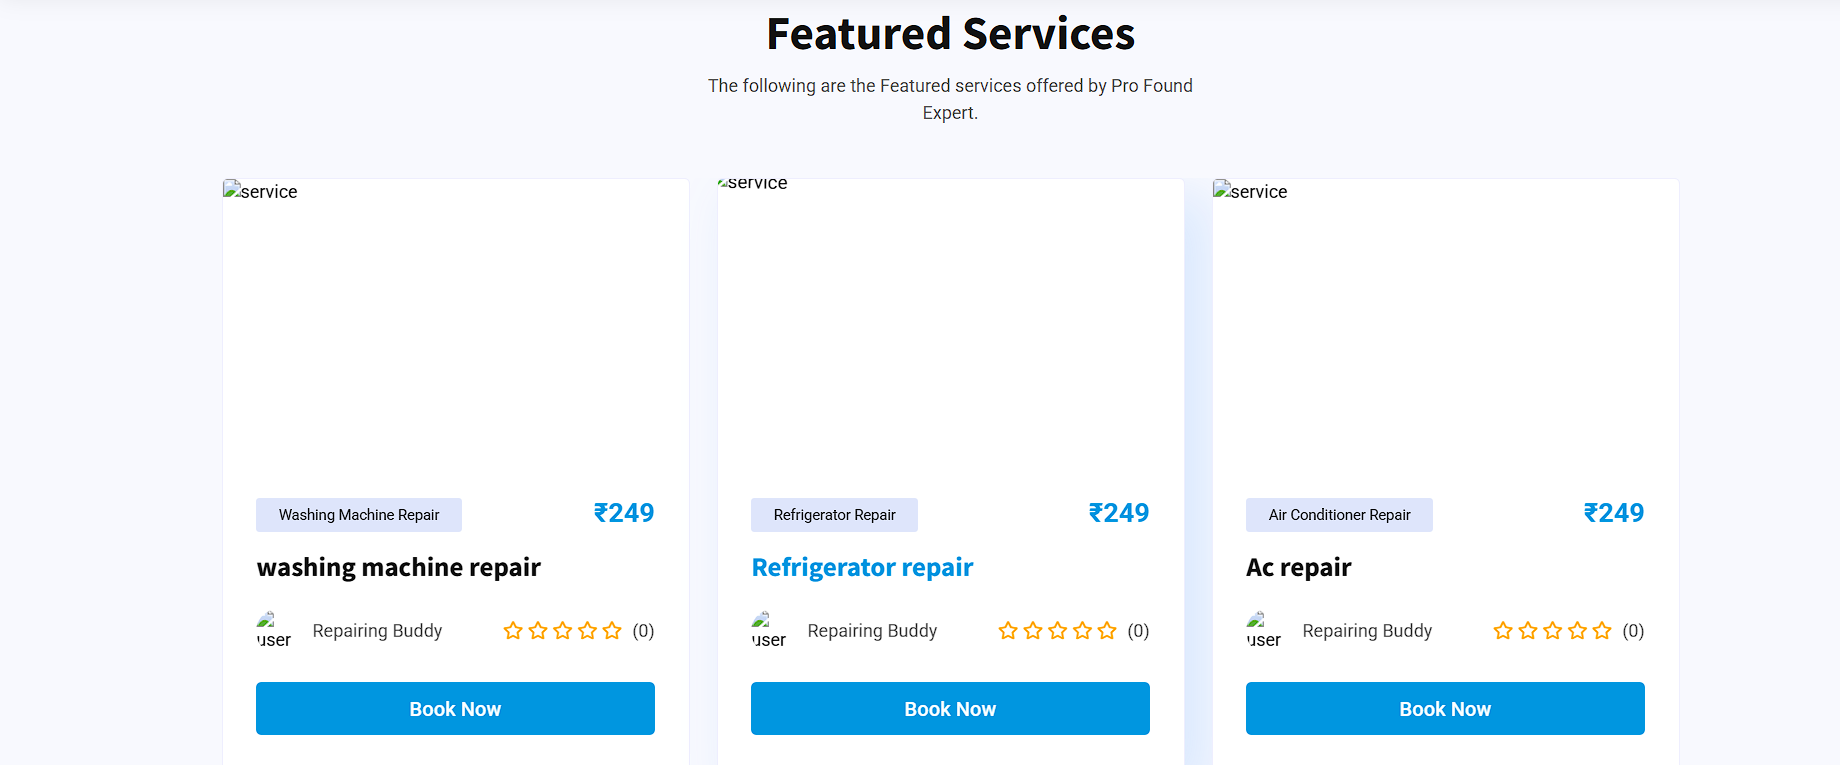 Featured Services
The following are the Featured services offered by Pro Found
Expert.
service
service
service
Washing Machine Repair ₹249
washing machine repair
user Repairing Buddy (0)
Book Now
Refrigerator Repair ₹249
Refrigerator repair
user Repairing Buddy (0)
Book Now
Air Conditioner Repair ₹249
Ac repair
user Repairing Buddy (0)
Book Now